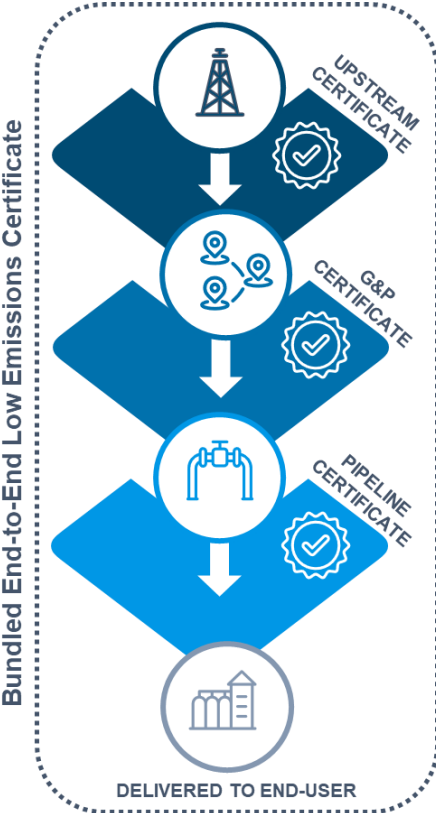 Bundled End-to-End Low Emissions Certificate
UPSTREAM
CERTIFICATE
G&P
CERTIFICATE
PIPELINE
CERTIFICATE
DELIVERED TO END-USER